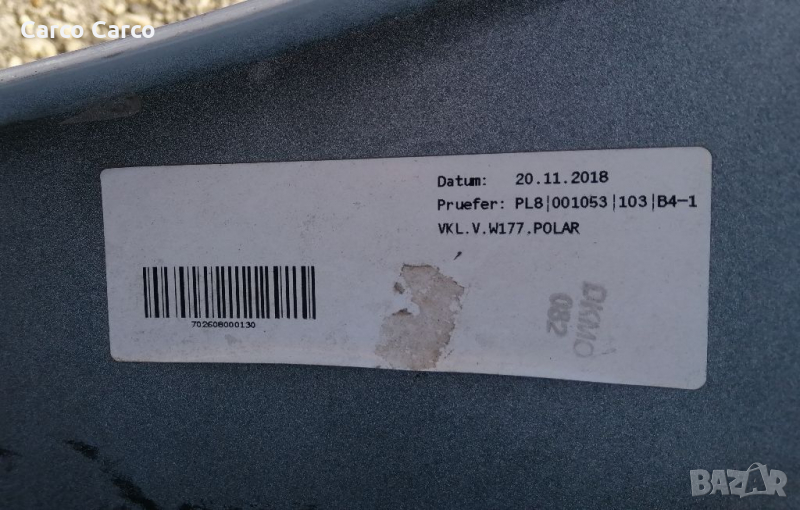 Carco Carco
Datum: 20.11.2018
Pruefer: PL8|001053|103|B4-1
VKL.V.W177.POLAR
702608000130
DKMO
082
BAZAR